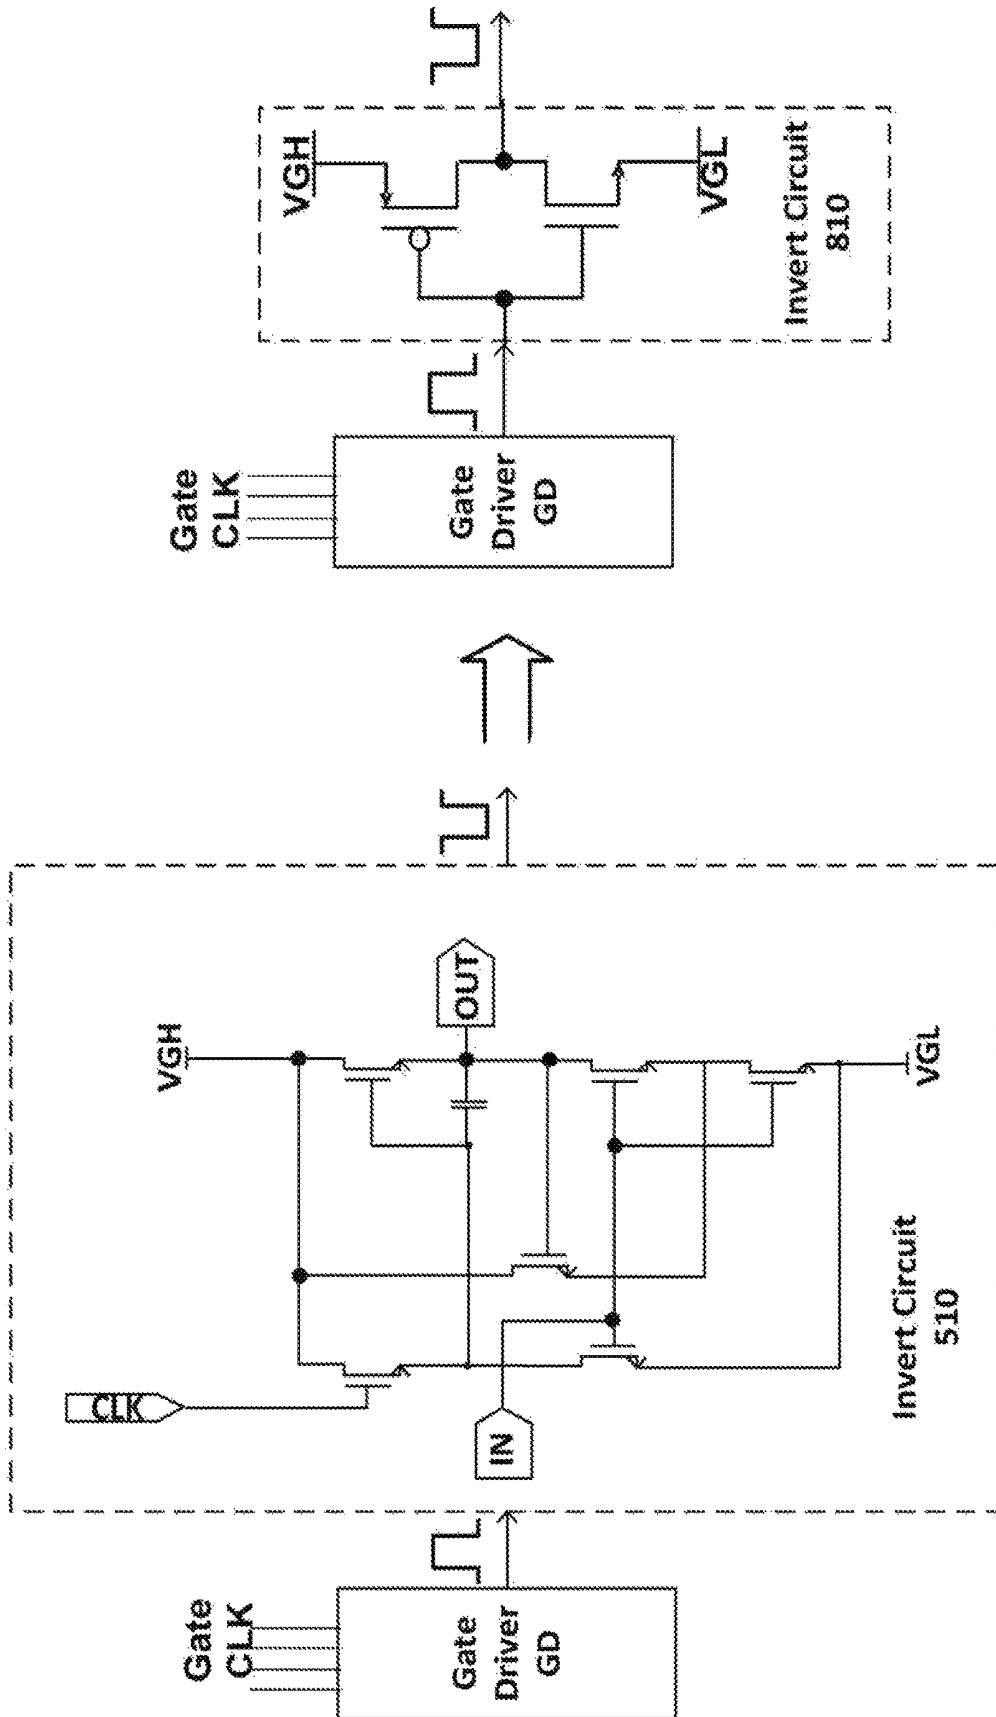 Gate
CLK
Gate
Driver
GD
CLK
IN
VGH
OUT
VGL
Invert Circuit
510
Gate
CLK
Gate
Driver
GD
VGH
VGL
Invert Circuit
810